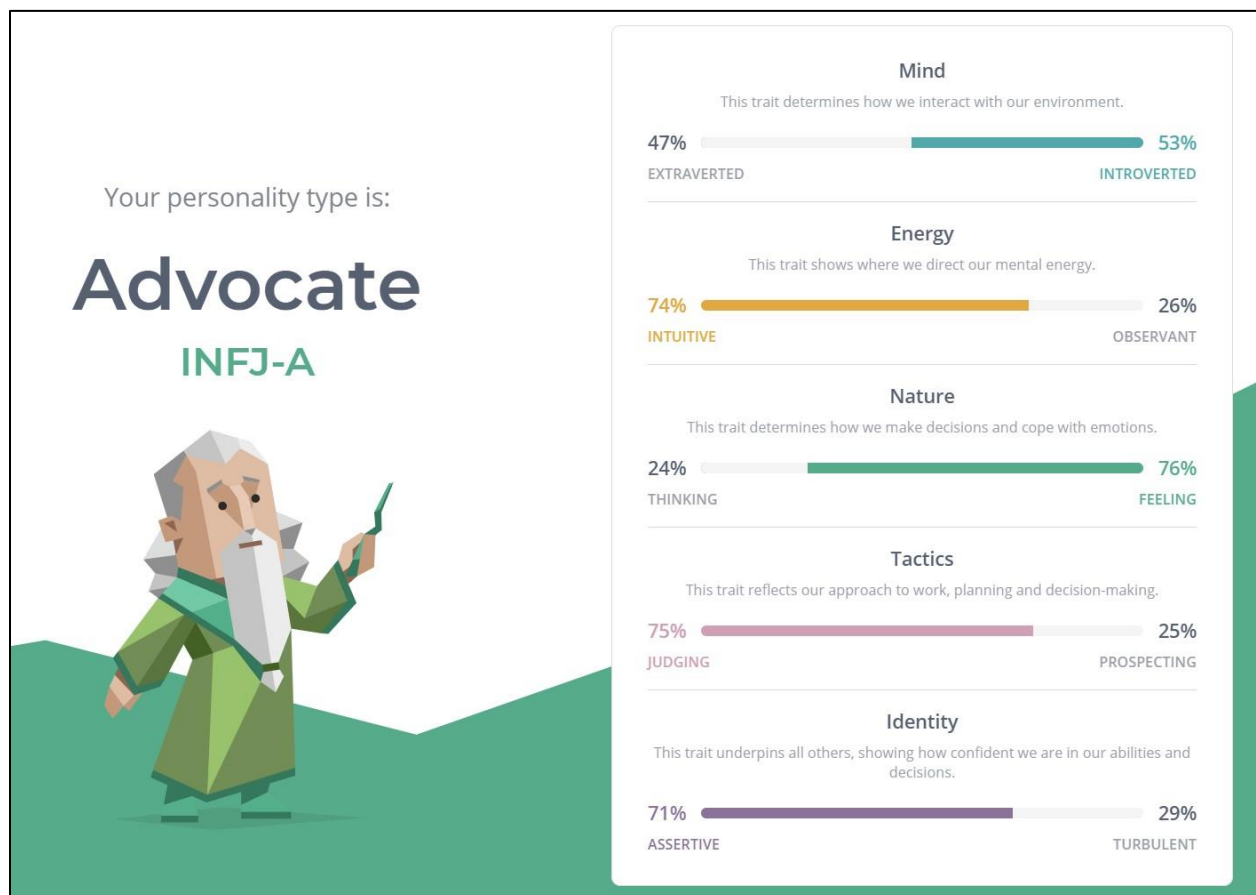 Your personality type is:
Advocate
INFJ-A
Mind
This trait determines how we interact with our environment.
47% 53%
EXTRAVERTED INTROVERTED
Energy
This trait shows where we direct our mental energy.
74% 26%
INTUITIVE OBSERVANT
Nature
This trait determines how we make decisions and cope with emotions.
24% 76%
THINKING FEELING
Tactics
This trait reflects our approach to work, planning and decision-making.
75% 25%
JUDGING PROSPECTING
Identity
This trait underpins all others, showing how confident we are in our abilities and
decisions.
71% 29%
ASSERTIVE TURBULENT